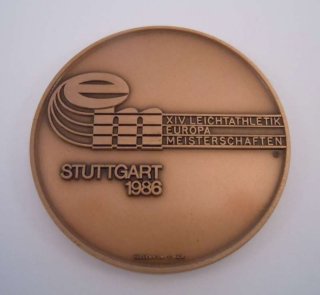 em
XIV. LEICHTATHLETIK
EUROPA
MEISTERSCHAFTEN
STUTTGART
1986